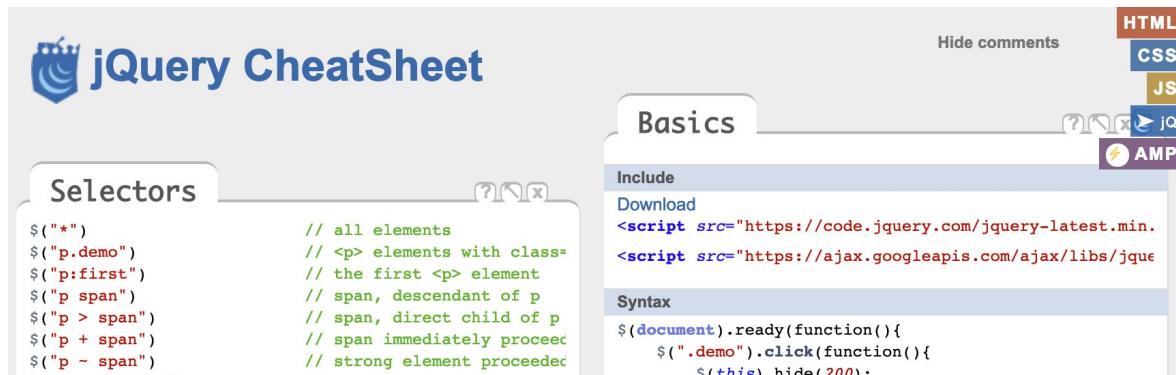 jQuery CheatSheet
Hide comments
HTML
CSS
JS
jQ
AMP
Selectors
? x
$("*") // all elements
$("p.demo") // <p> elements with class=
$("p:first") // the first <p> element
$("p span") // span, descendant of p
$("p > span") // span, direct child of p
$("p + span") // span immediately proceed
$("p ~ span") // strong element proceeded
Basics
? x
Include
Download
<script src="https://code.jquery.com/jquery-latest.min.
<script src="https://ajax.googleapis.com/ajax/libs/jque
Syntax
$(document).ready(function(){
$(".demo").click(function(){
$(this).hide(200);